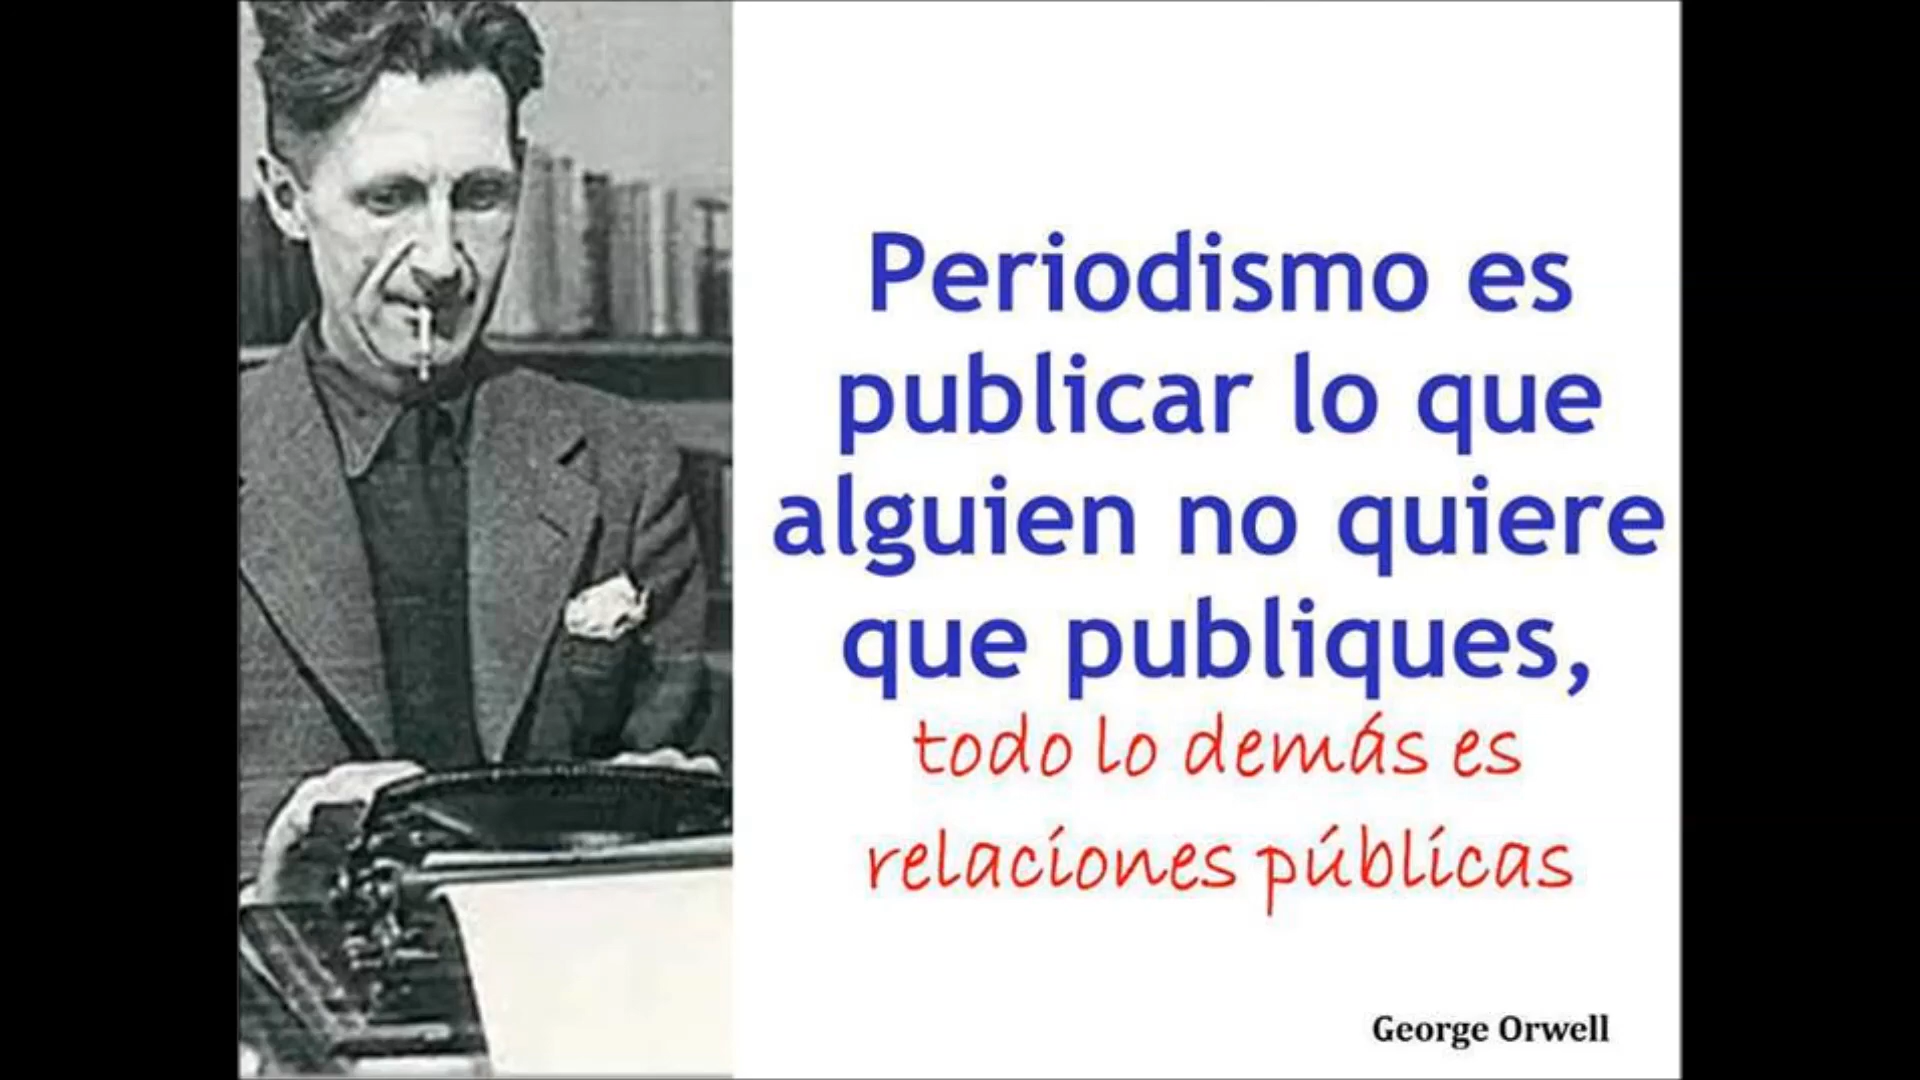 Periodismo es
publicar lo que
alguien no quiere
que publiques,
todo lo demás es
relaciones públicas
George Orwell